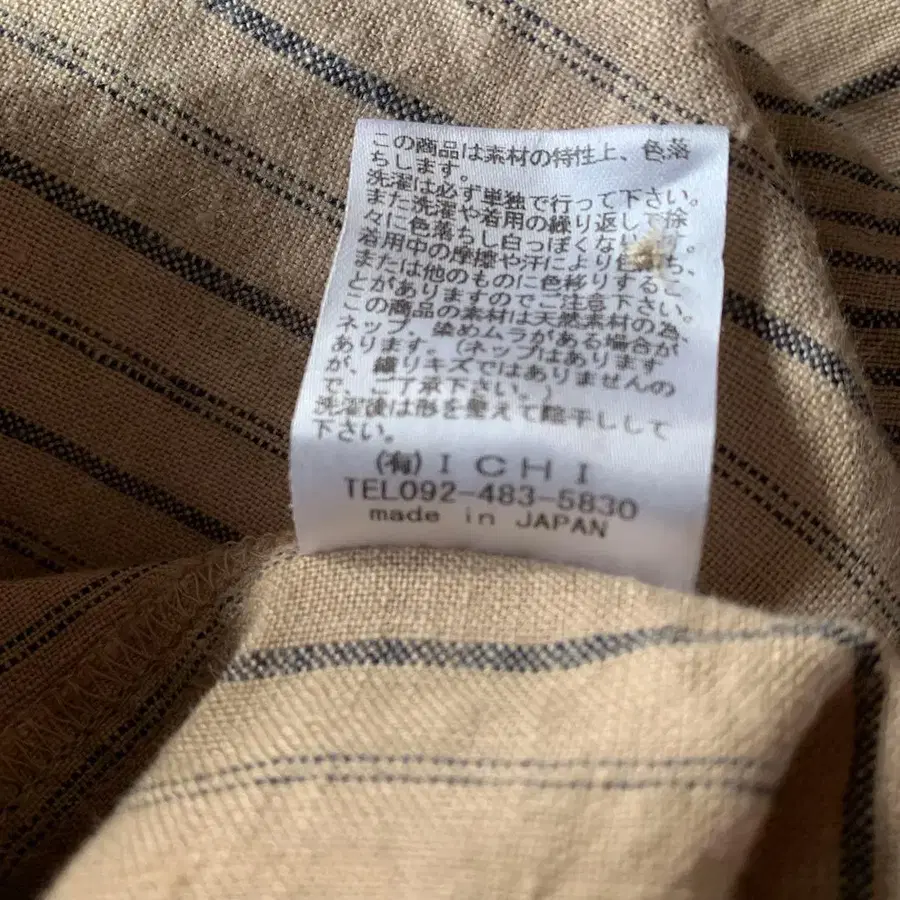 この商品は素材の特性上、色落
ちします。
洗濯は必ず単独で行って下さい。
また洗濯や着用の繰り返しで除
々に色落ちし白っぽくな す。
着用中の摩擦や汗により色 ち、
または他のものに色移りするこ
とがありますのでご注意下さい。
この商品の素材は天然素材の為、
ネップ、染めムラがある場合が
あります。(ネップはあります
が、織りキズではありませんの
で、ご了承下さい。)
洗濯後は形を整えて陰干しして
下さい。
(有)ICHI
TEL092-483-5830
made in JAPAN